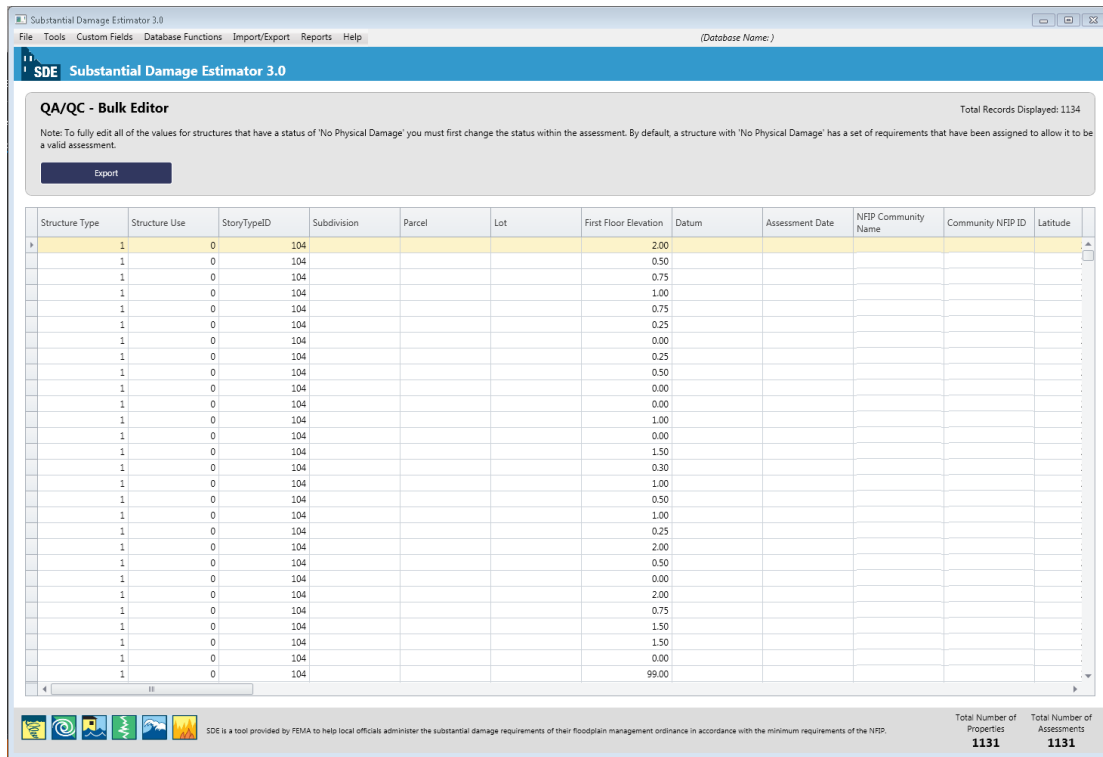 Substantial Damage Estimator 3.0
File Tools Custom Fields Database Functions Import/Export Reports Help (Database Name: )
SDE Substantial Damage Estimator 3.0
QA/QC - Bulk Editor Total Records Displayed: 1134
Note: To fully edit all of the values for structures that have a status of 'No Physical Damage' you must first change the status within the assessment. By default, a structure with 'No Physical Damage' has a set of requirements that have been assigned to allow it to be
a valid assessment.
Export
Structure Type Structure Use StoryTypeID Subdivision Parcel Lot First Floor Elevation Datum Assessment Date NFIP Community Name Community NFIP ID Latitude
1 0 104 2.00
1 0 104 0.50
1 0 104 0.75
1 0 104 1.00
1 0 104 0.75
1 0 104 0.25
1 0 104 0.00
1 0 104 0.25
1 0 104 0.50
1 0 104 0.00
1 0 104 0.00
1 0 104 1.00
1 0 104 0.00
1 0 104 1.50
1 0 104 0.30
1 0 104 1.00
1 0 104 0.50
1 0 104 1.00
1 0 104 0.25
1 0 104 2.00
1 0 104 0.50
1 0 104 0.00
1 0 104 2.00
1 0 104 0.75
1 0 104 1.50
1 0 104 1.50
1 0 104 0.00
1 0 104 99.00
SDE is a tool provided by FEMA to help local officials administer the substantial damage requirements of their floodplain management ordinance in accordance with the minimum requirements of the NFIP.
Total Number of Properties
1131
Total Number of Assessments
1131